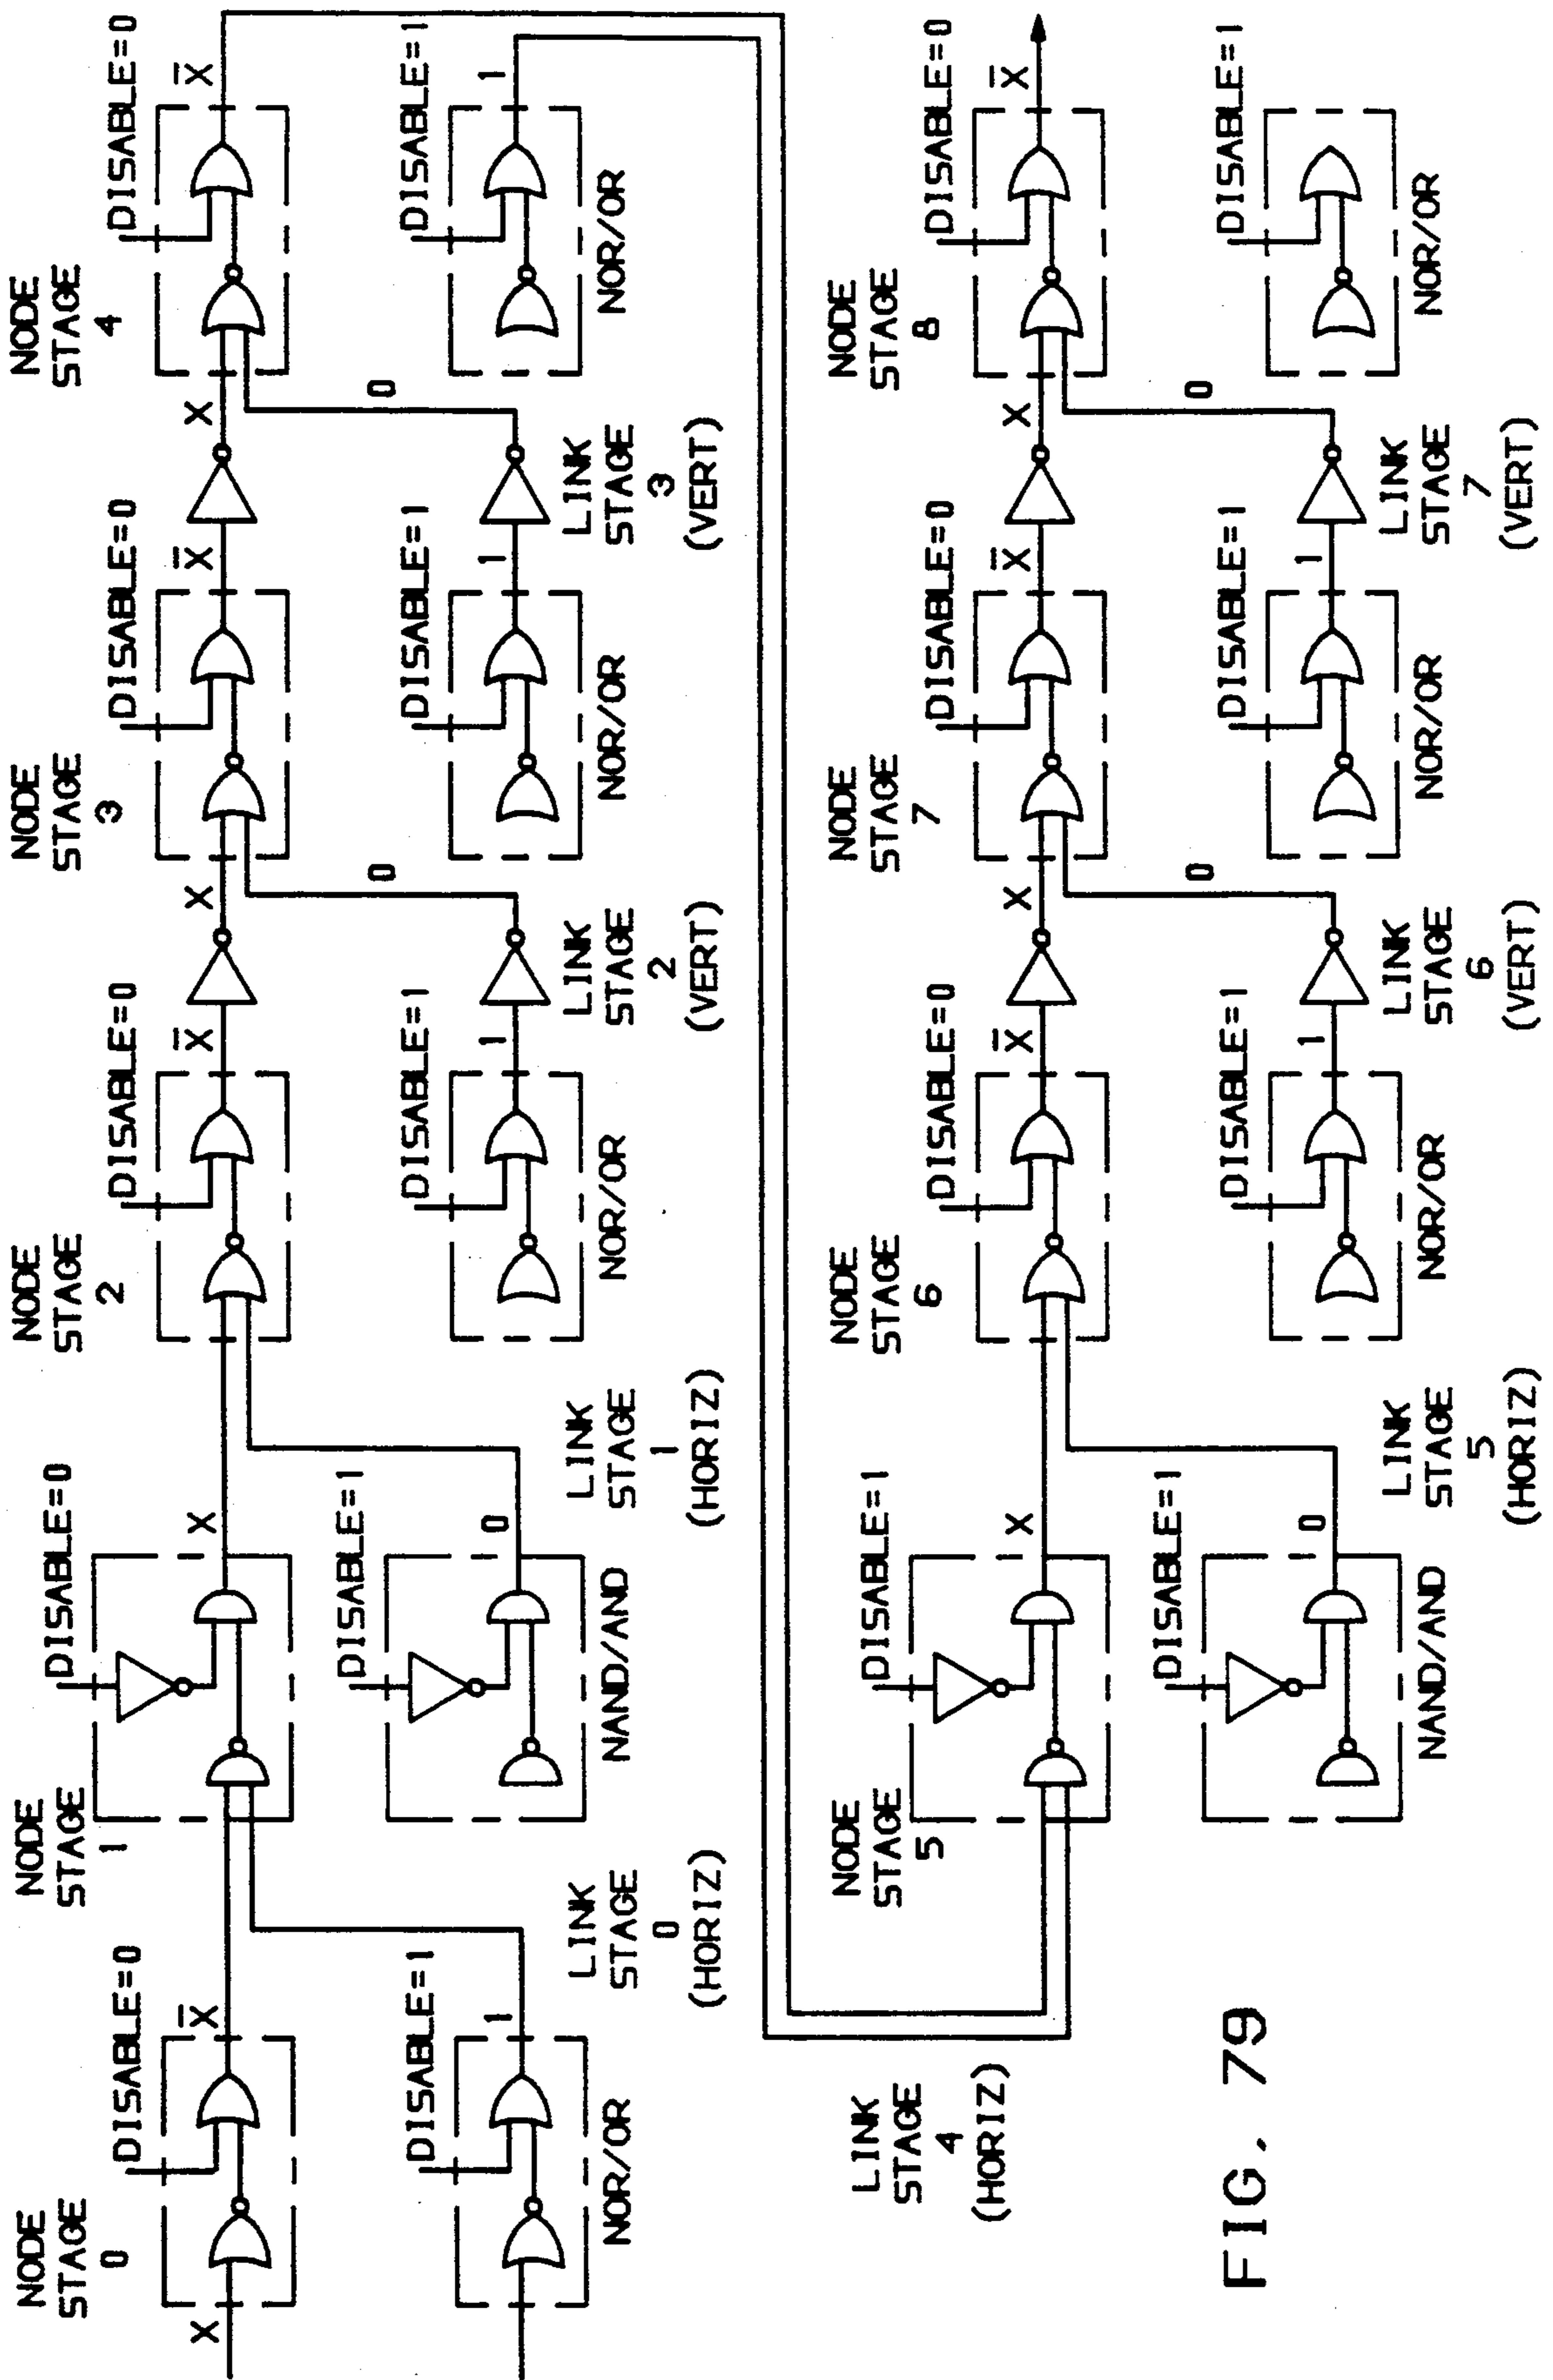 NODE
STAGE
0
X
DISABLE=0
X̅
DISABLE=1
1
NOR/OR
LINK
STAGE
0
(HORIZ)
NODE
STAGE
1
DISABLE=0
X
DISABLE=1
0
NAND/AND
LINK
STAGE
1
(HORIZ)
NODE
STAGE
2
DISABLE=0
X̅
DISABLE=1
1
NOR/OR
LINK
STAGE
2
(VERT)
X
0
NODE
STAGE
3
DISABLE=0
X̅
DISABLE=1
1
NOR/OR
LINK
STAGE
3
(VERT)
X
0
NODE
STAGE
4
DISABLE=0
X̅
DISABLE=1
1
NOR/OR
LINK
STAGE
4
(HORIZ)
NODE
STAGE
5
DISABLE=1
X
DISABLE=1
0
NAND/AND
LINK
STAGE
5
(HORIZ)
NODE
STAGE
6
DISABLE=0
X̅
DISABLE=1
1
NOR/OR
LINK
STAGE
6
(VERT)
X
0
NODE
STAGE
7
DISABLE=0
X̅
DISABLE=1
1
NOR/OR
LINK
STAGE
7
(VERT)
X
0
NODE
STAGE
8
DISABLE=0
X̅
DISABLE=1
NOR/OR
FIG. 79